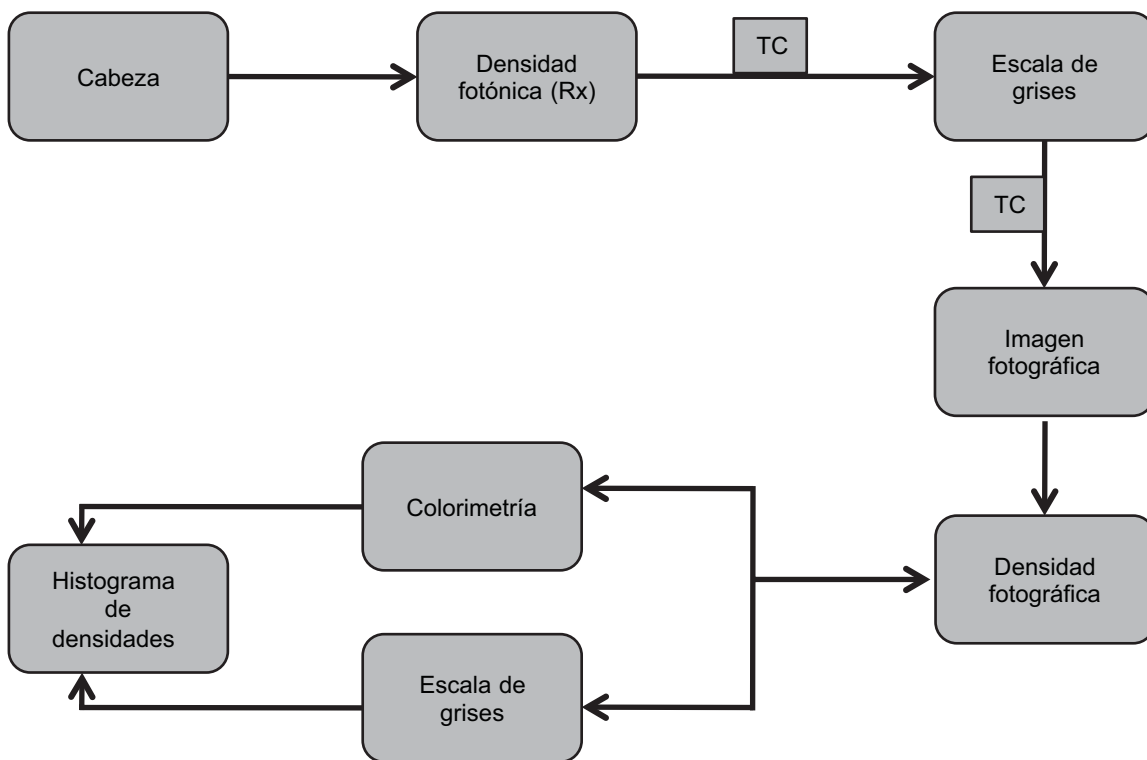 Cabeza
Densidad
fotónica (Rx)
TC
Escala de
grises
TC
Imagen
fotográfica
Densidad
fotográfica
Colorimetría
Escala de
grises
Histograma
de
densidades